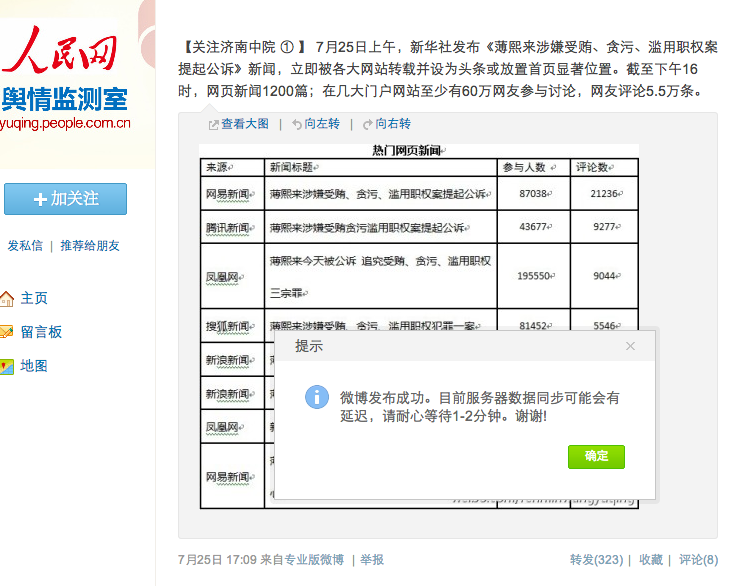 人民网
舆情监测室
yuqing.people.com.cn
+加关注
发私信 | 推荐给朋友
主页
留言板
地图
【关注济南中院 ① 】 7月25日上午，新华社发布《薄熙来涉嫌受贿、贪污、滥用职权案
提起公诉》新闻，立即被各大网站转载并设为头条或放置首页显著位置。截至下午16
时，网页新闻1200篇；在几大门户网站至少有60万网友参与讨论，网友评论5.5万条。
查看大图 | 向左转 | 向右转
热门网页新闻
来源 新闻标题 参与人数 评论数
网易新闻 薄熙来涉嫌受贿、贪污、滥用职权案提起公诉 87038 21236
腾讯新闻 薄熙来涉嫌受贿贪污滥用职权案提起公诉 43677 9277
凤凰网 薄熙来今天被公诉 追究受贿、贪污、滥用职权
三宗罪 195550 9044
搜狐新闻 薄熙来涉嫌受贿、贪污、滥用职权犯罪一案 81452 5546
新浪新闻
新浪新闻
凤凰网
网易新闻
提示
微博发布成功。目前服务器数据同步可能会有
延迟，请耐心等待1-2分钟。谢谢!
确定
7月25日 17:09 来自专业版微博 | 举报
转发(323) | 收藏 | 评论(8)